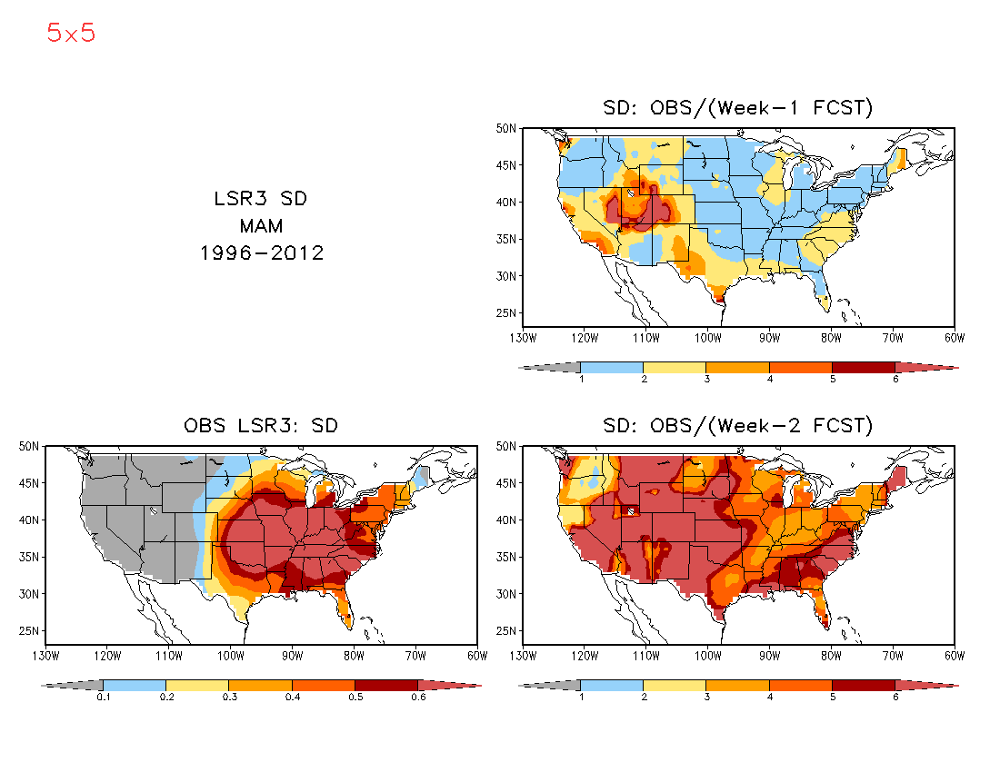 5x5
SD: OBS/(Week-1 FCST)
50N
45N
40N
35N
30N
25N
130W 120W 110W 100W 90W 80W 70W 60W
1 2 3 4 5 6
LSR3 SD
MAM
1996-2012
OBS LSR3: SD
50N
45N
40N
35N
30N
25N
130W 120W 110W 100W 90W 80W 70W 60W
0.1 0.2 0.3 0.4 0.5 0.6
SD: OBS/(Week-2 FCST)
50N
45N
40N
35N
30N
25N
130W 120W 110W 100W 90W 80W 70W 60W
1 2 3 4 5 6